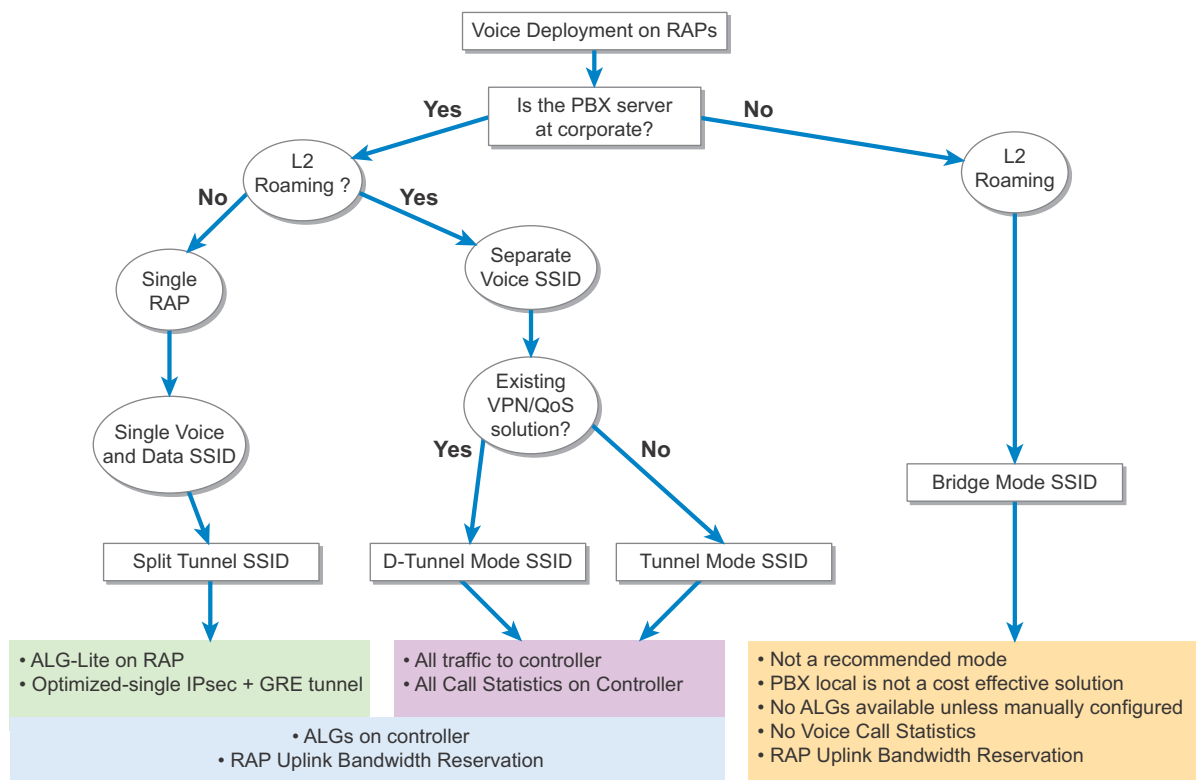 Voice Deployment on RAPs
Is the PBX server
at corporate?
Yes
No
L2
Roaming ?
L2
Roaming
No
Yes
Separate
Voice SSID
Single
RAP
Existing
VPN/QoS
solution?
Single Voice
and Data SSID
Yes
No
Bridge Mode SSID
Split Tunnel SSID
D-Tunnel Mode SSID
Tunnel Mode SSID
• ALG-Lite on RAP
• Optimized-single IPsec + GRE tunnel
• All traffic to controller
• All Call Statistics on Controller
• ALGs on controller
• RAP Uplink Bandwidth Reservation
• Not a recommended mode
• PBX local is not a cost effective solution
• No ALGs available unless manually configured
• No Voice Call Statistics
• RAP Uplink Bandwidth Reservation